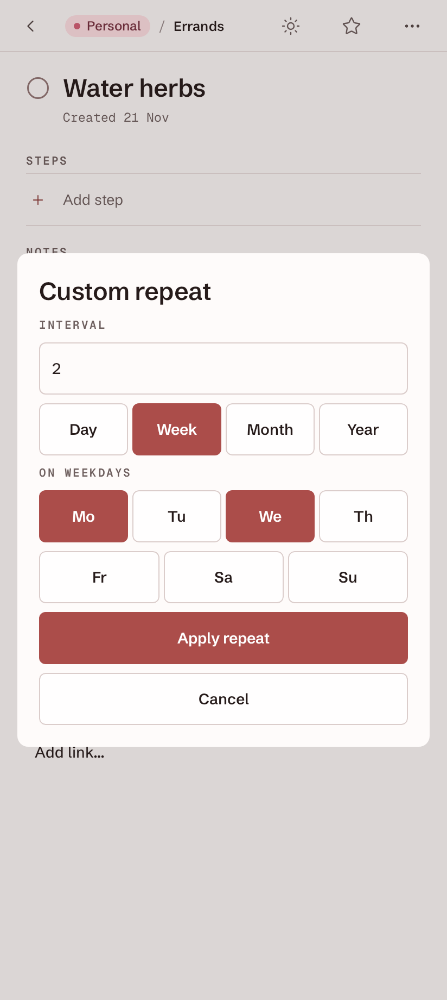 Personal / Errands
Water herbs
Created 21 Nov
STEPS
+ Add step
NOTES
Custom repeat
INTERVAL
2
Day Week Month Year
ON WEEKDAYS
Mo Tu We Th
Fr Sa Su
Apply repeat
Cancel
Add link...